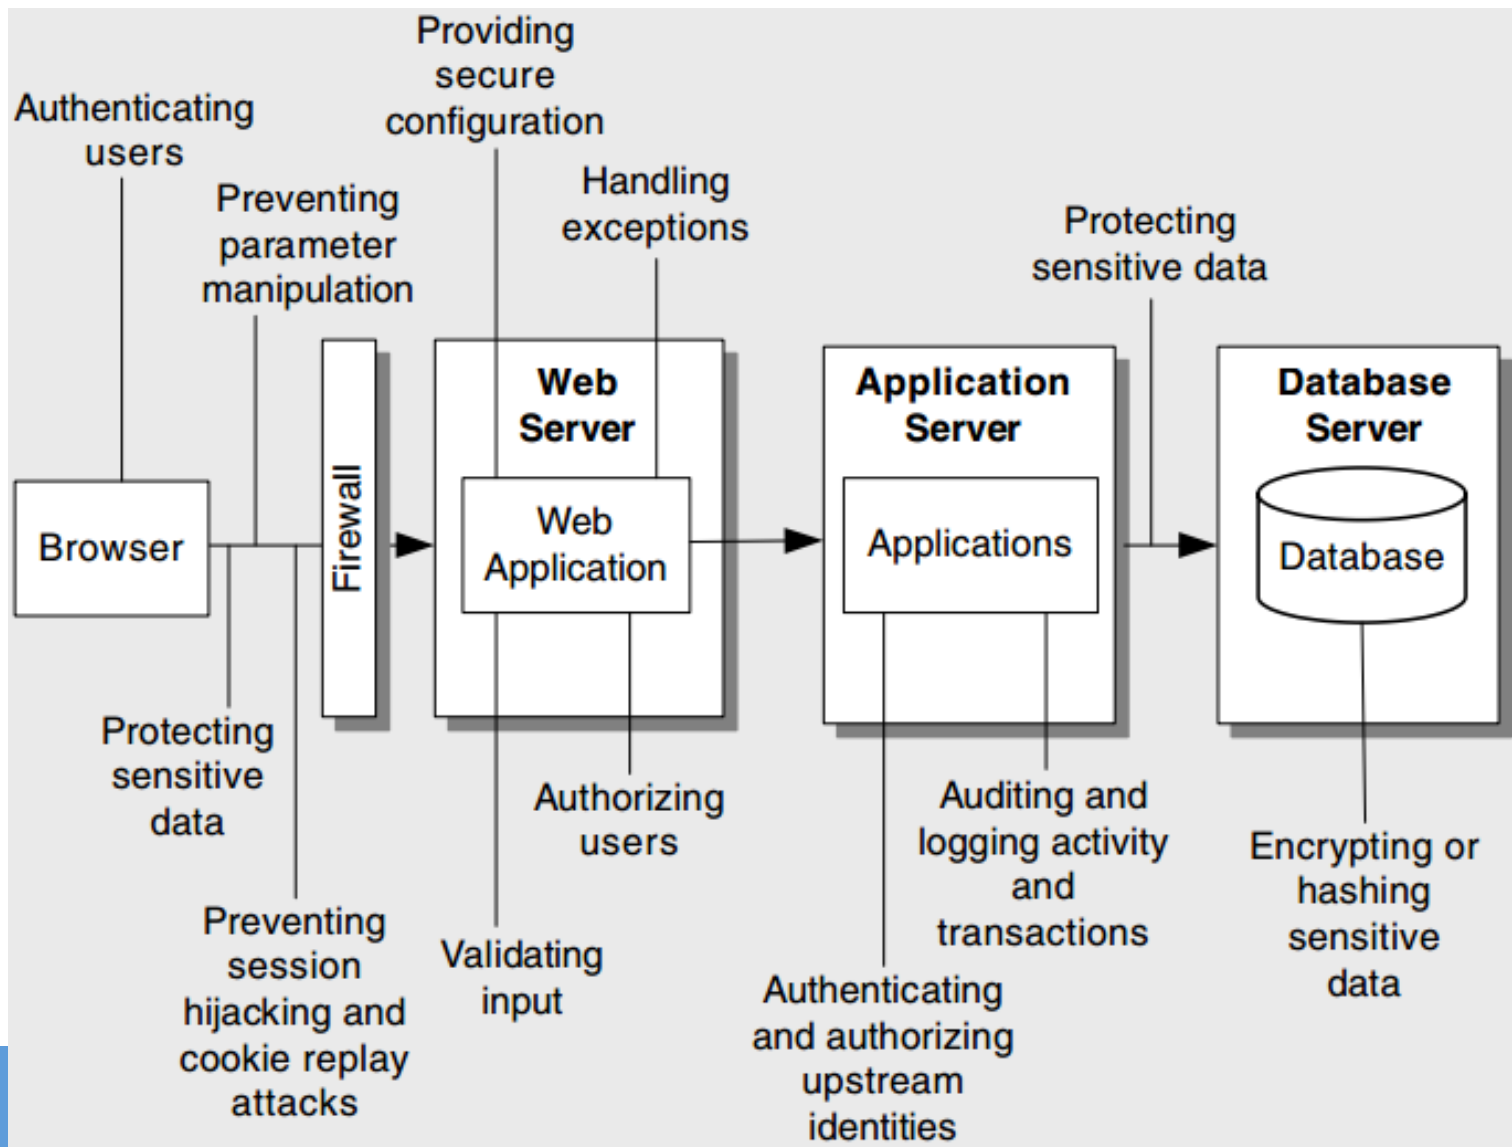 Providing
secure
configuration
Authenticating
users
Preventing
parameter
manipulation
Handling
exceptions
Protecting
sensitive data
Browser
Firewall
Web
Server
Web
Application
Application
Server
Applications
Database
Server
Database
Protecting
sensitive
data
Preventing
session
hijacking and
cookie replay
attacks
Validating
input
Authorizing
users
Authenticating
and authorizing
upstream
identities
Auditing and
logging activity
and
transactions
Encrypting or
hashing
sensitive
data